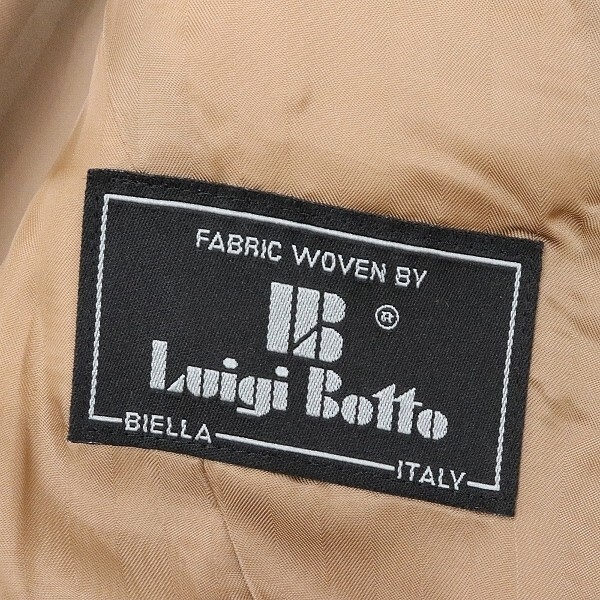 FABRIC WOVEN BY
LB ®
Luigi Botto
BIELLA
ITALY